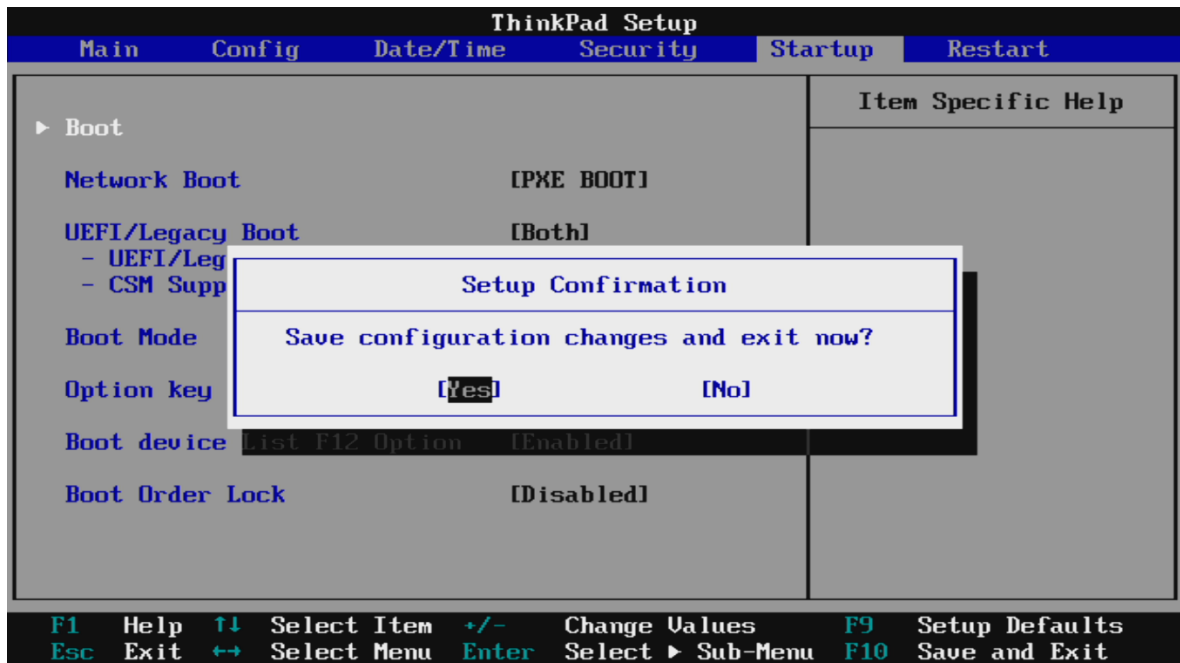 ThinkPad Setup
Main Config Date/Time Security Startup Restart
Item Specific Help
▶ Boot
Network Boot [PXE BOOT]
UEFI/Legacy Boot [Both]
- UEFI/Leg
- CSM Supp
Setup Confirmation
Boot Mode
Save configuration changes and exit now?
Option key
[Yes] [No]
Boot device List F12 Option [Enabled]
Boot Order Lock [Disabled]
F1 Help ↑↓ Select Item +/- Change Values F9 Setup Defaults
Esc Exit ←→ Select Menu Enter Select ▶ Sub-Menu F10 Save and Exit